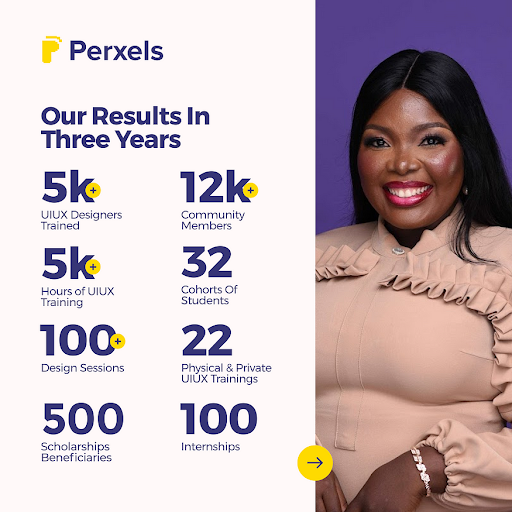 Perxels
Our Results In
Three Years
5k+
UIUX Designers
Trained
12k+
Community
Members
5k+
Hours of UIUX
Training
32
Cohorts Of
Students
100+
Design Sessions
22
Physical & Private
UIUX Trainings
500
Scholarships
Beneficiaries
100
Internships